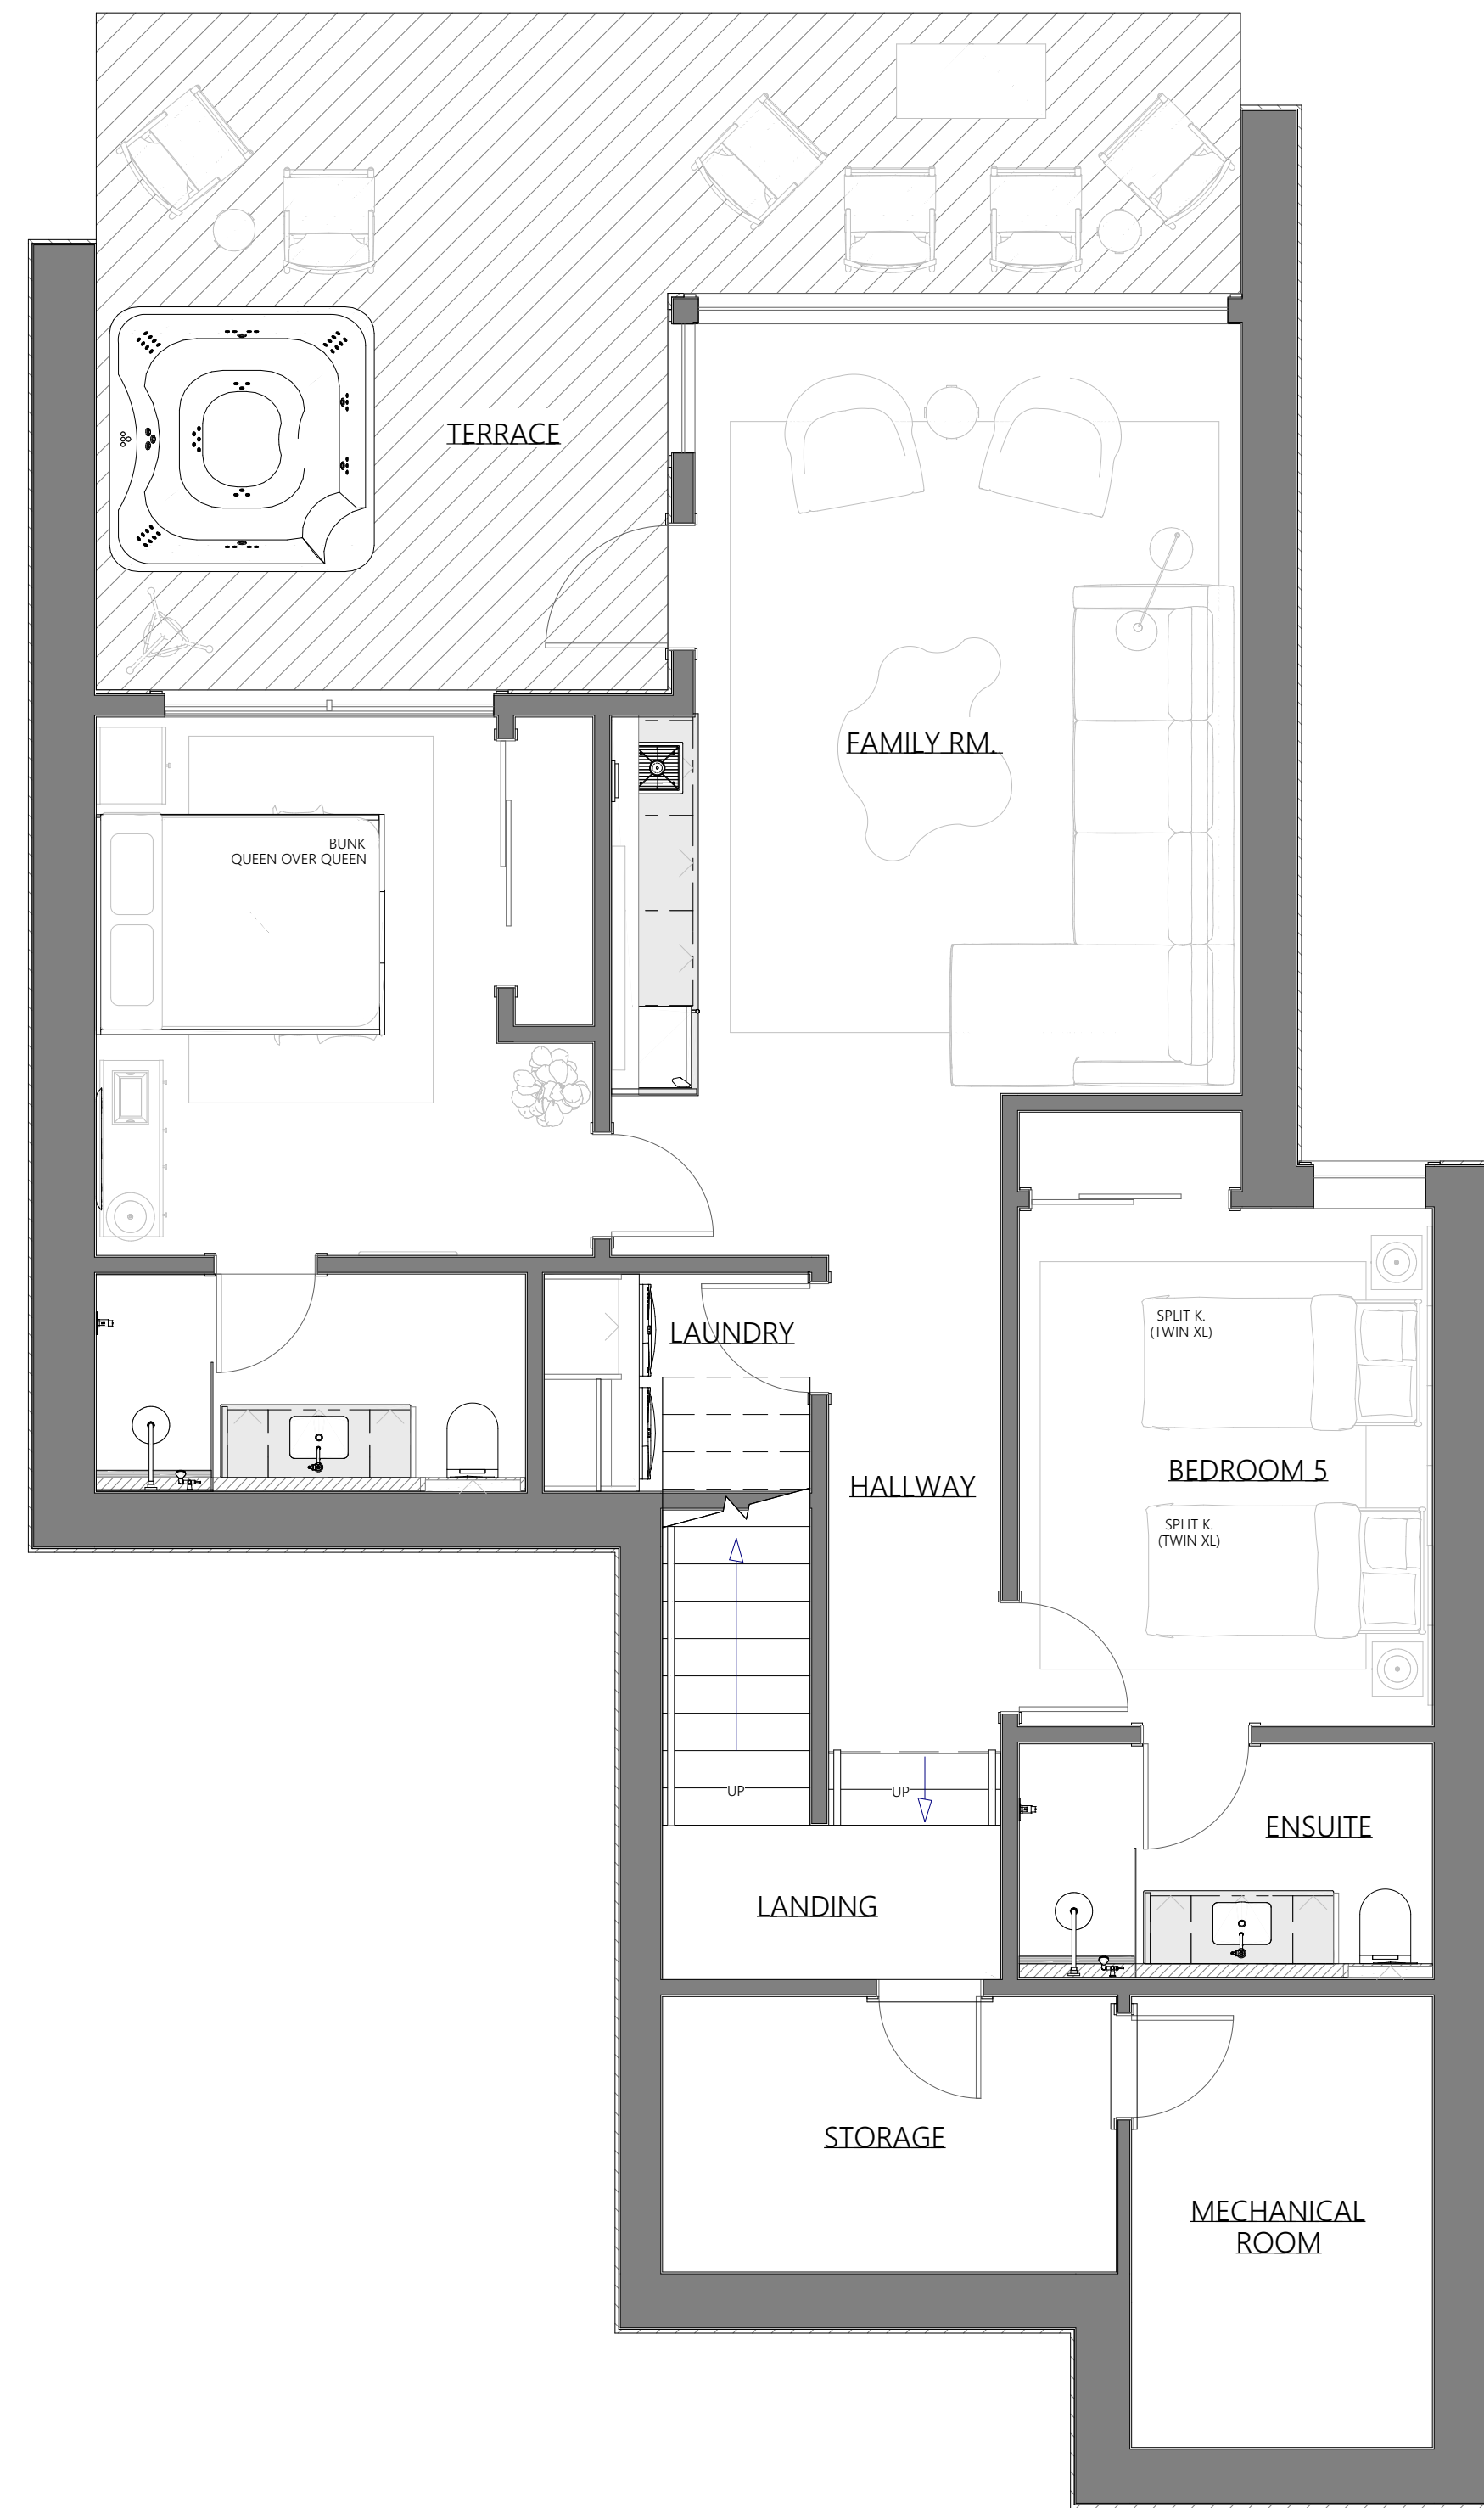 TERRACE
FAMILY RM.
BUNK
QUEEN OVER QUEEN
LAUNDRY
SPLIT K.
(TWIN XL)
HALLWAY
BEDROOM 5
SPLIT K.
(TWIN XL)
UP
UP
ENSUITE
LANDING
STORAGE
MECHANICAL
ROOM